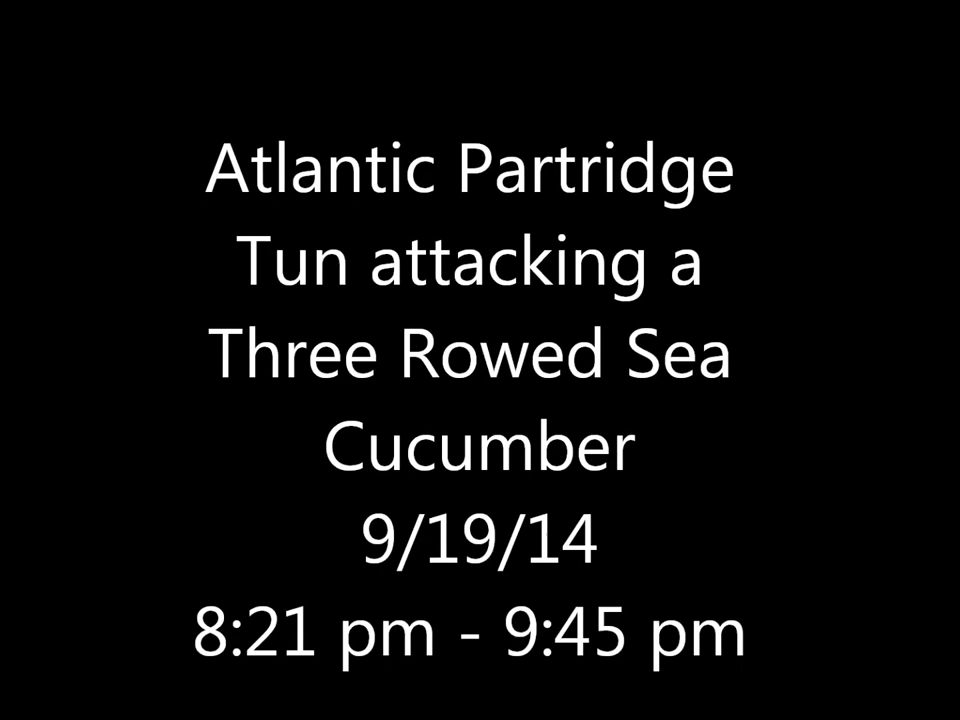 Atlantic Partridge
Tun attacking a
Three Rowed Sea
Cucumber
9/19/14
8:21 pm - 9:45 pm